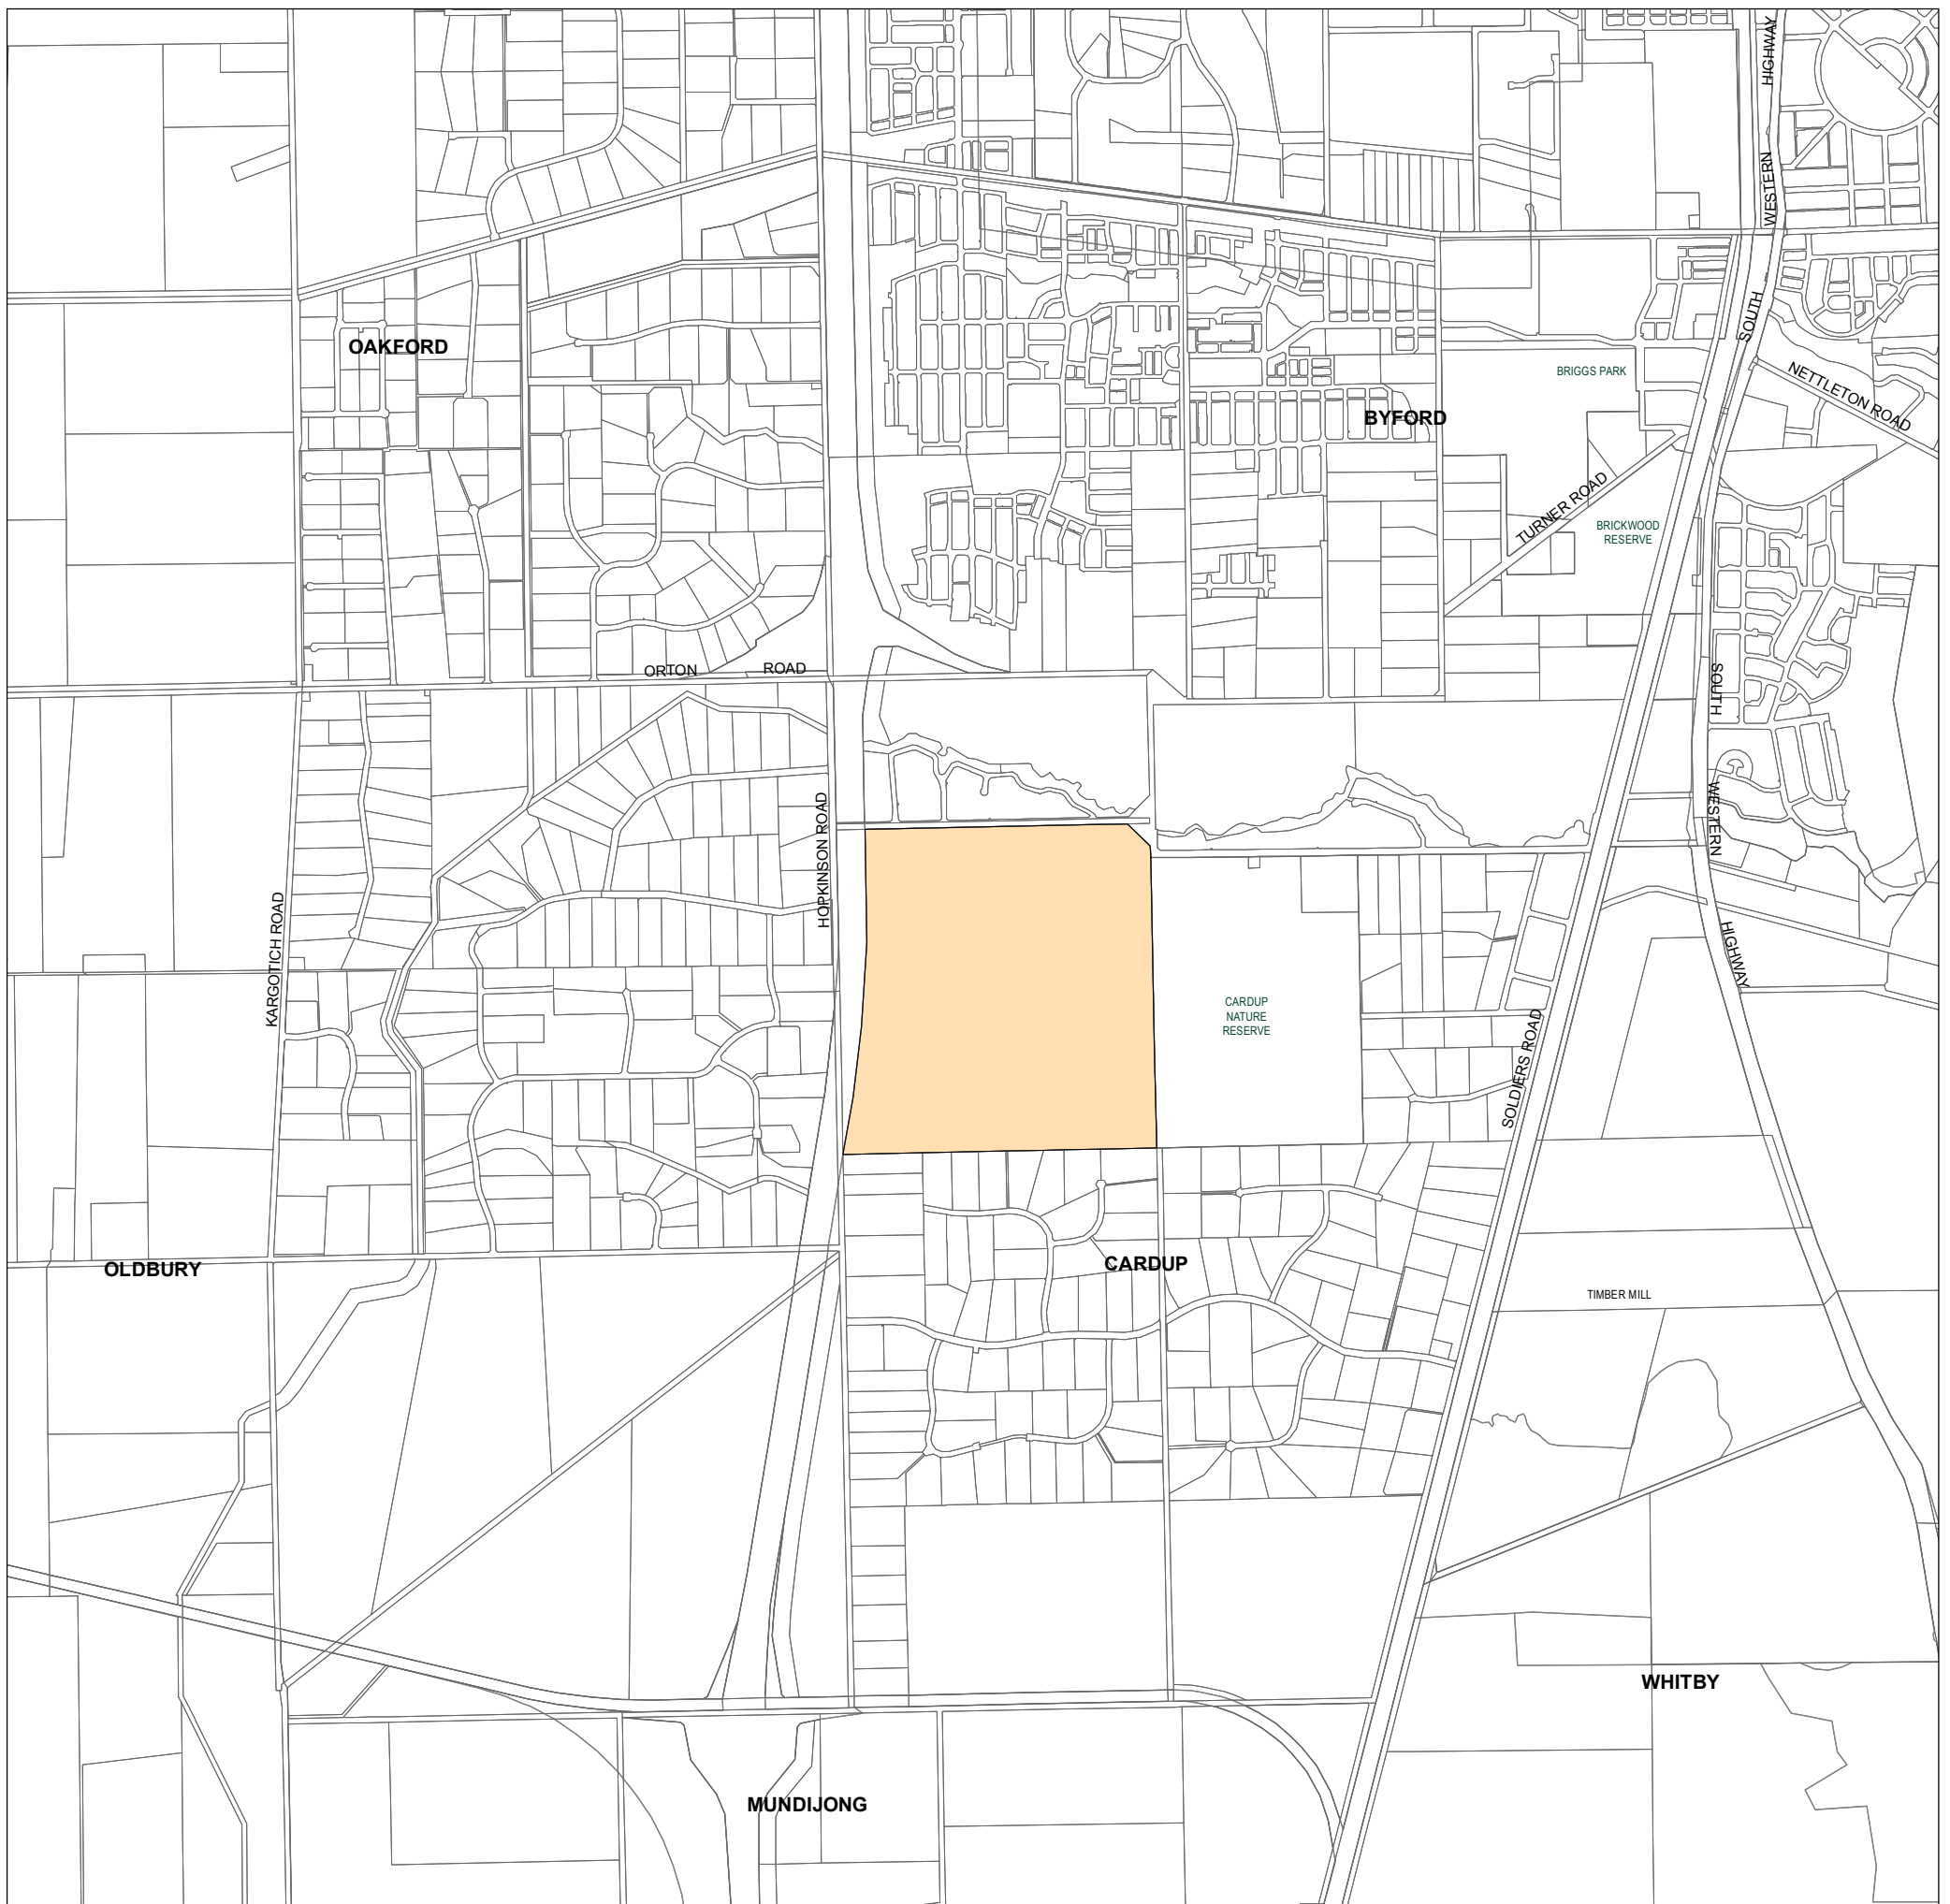 HIGHWAY
WESTERN
SOUTH
OAKFORD
BRIGGS PARK
NETTLETON ROAD
BYFORD
TURNER ROAD
BRICKWOOD
RESERVE
ORTON
ROAD
SOUTH
WESTERN
HIGHWAY
HOPKINSON ROAD
KARGOTICH ROAD
CARDUP
NATURE
RESERVE
SOLDIERS ROAD
OLDBURY
CARDUP
TIMBER MILL
WHITBY
MUNDIJONG